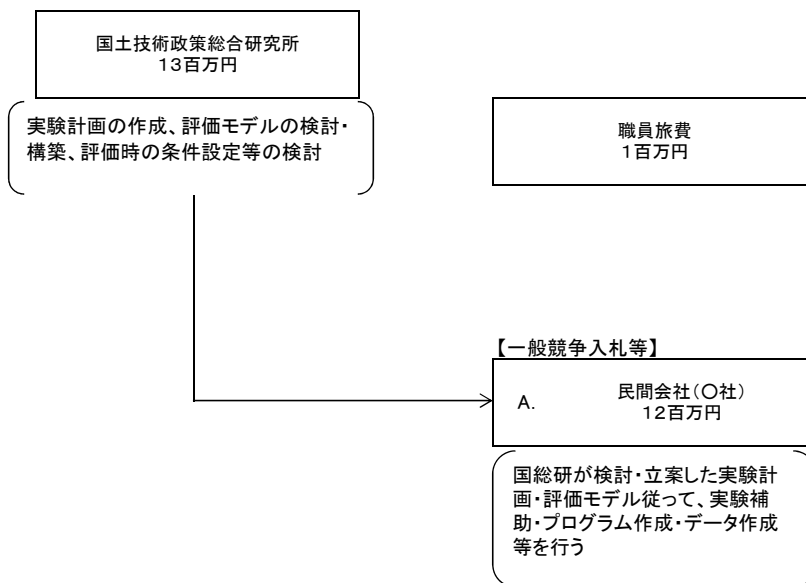 国土技術政策総合研究所
13百万円
実験計画の作成、評価モデルの検討・
構築、評価時の条件設定等の検討
職員旅費
1百万円
【一般競争入札等】
A. 民間会社(〇社)
12百万円
国総研が検討・立案した実験計
画・評価モデル従って、実験補
助・プログラム作成・データ作成
等を行う